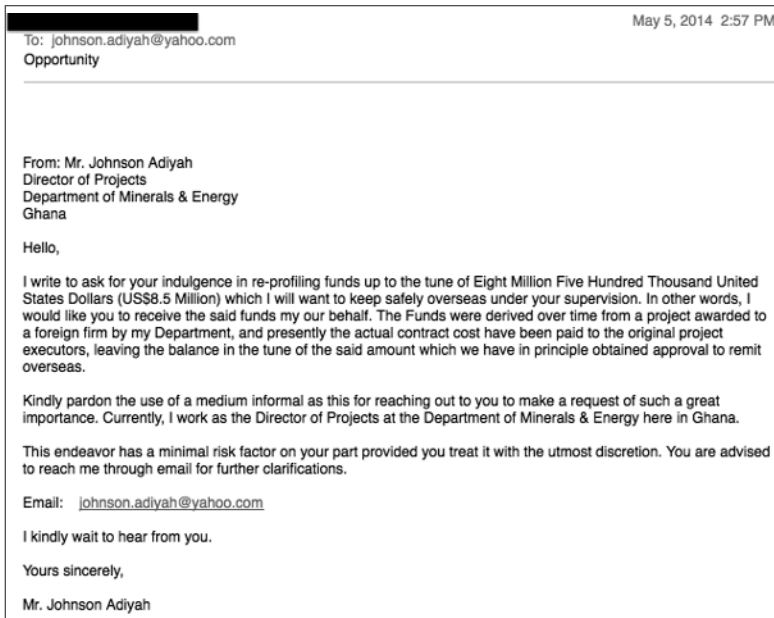 May 5, 2014 2:57 PM
To: johnson.adiyah@yahoo.com
Opportunity
From: Mr. Johnson Adiyah
Director of Projects
Department of Minerals & Energy
Ghana
Hello,
I write to ask for your indulgence in re-profiling funds up to the tune of Eight Million Five Hundred Thousand United
States Dollars (US$8.5 Million) which I will want to keep safely overseas under your supervision. In other words, I
would like you to receive the said funds my our behalf. The Funds were derived over time from a project awarded to
a foreign firm by my Department, and presently the actual contract cost have been paid to the original project
executors, leaving the balance in the tune of the said amount which we have in principle obtained approval to remit
overseas.
Kindly pardon the use of a medium informal as this for reaching out to you to make a request of such a great
importance. Currently, I work as the Director of Projects at the Department of Minerals & Energy here in Ghana.
This endeavor has a minimal risk factor on your part provided you treat it with the utmost discretion. You are advised
to reach me through email for further clarifications.
Email: johnson.adiyah@yahoo.com
I kindly wait to hear from you.
Yours sincerely,
Mr. Johnson Adiyah